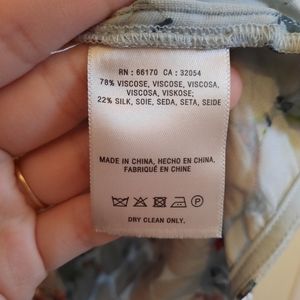 RN : 66170 CA : 32054
78% VISCOSE, VISCOSE, VISCOSA,
VISCOSA, VISKOSE;
22% SILK, SOIE, SEDA, SETA, SEIDE
MADE IN CHINA, HECHO EN CHINA.
FABRIQUÉ EN CHINE
P
DRY CLEAN ONLY.